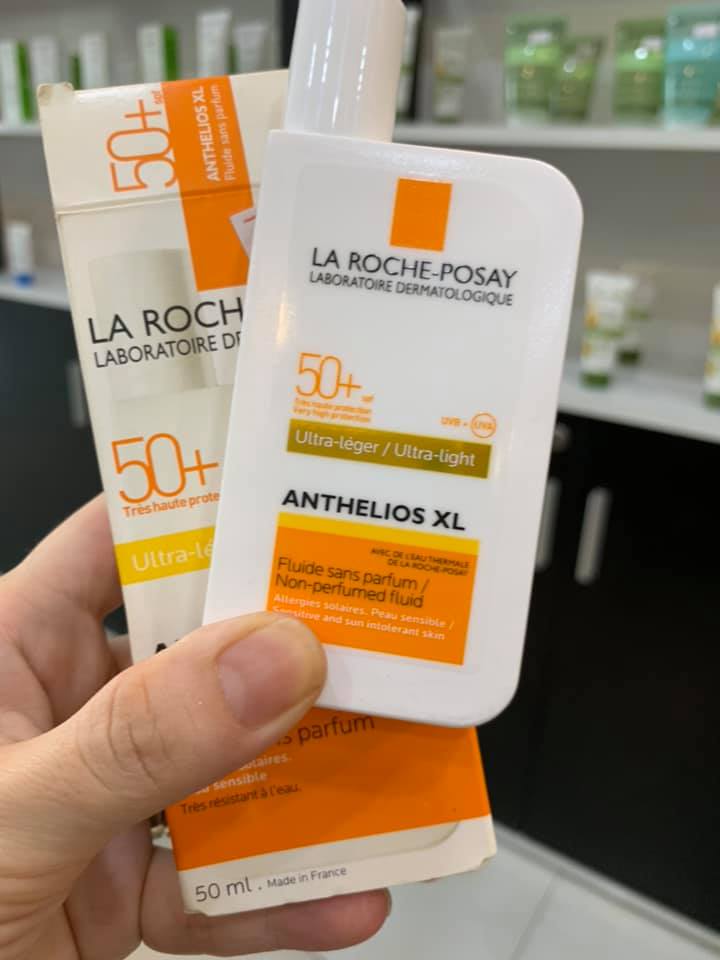 50+
spf
ANTHELIOS XL
Fluide sans parfum
LA ROCH
LABORATOIRE DE
50+
Très haute prote
Ultra-lé
parfum
solaires.
sensible
Très résistant à l'eau.
50 ml . Made in France
LA ROCHE-POSAY
LABORATOIRE DERMATOLOGIQUE
50+
spf
Très haute protection
Very high protection
UVB + UVA
Ultra-léger / Ultra-light
ANTHELIOS XL
AVEC DE L'EAU THERMALE
DE LA ROCHE-POSAY
Fluide sans parfum /
Non-perfumed fluid
Allergies solaires. Peau sensible /
Sensitive and sun intolerant skin